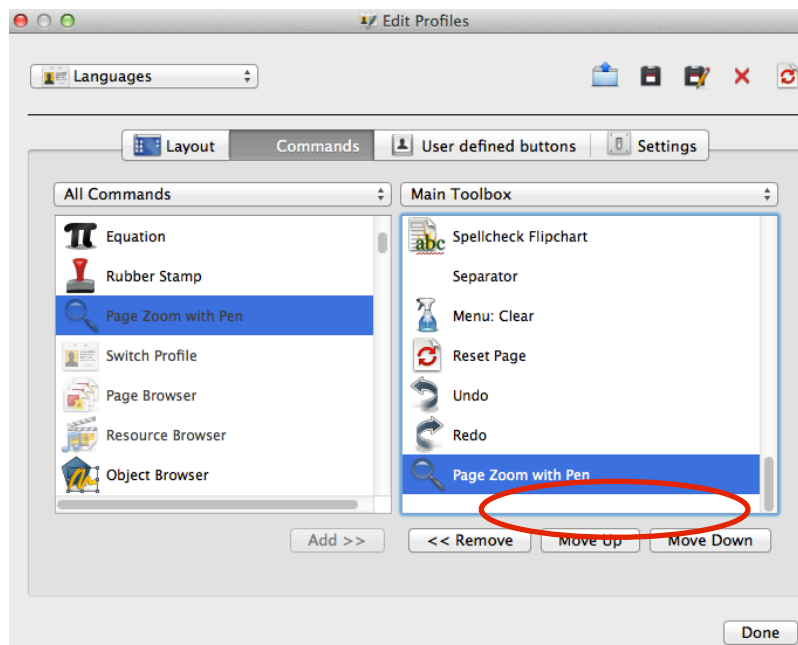 Edit Profiles
Languages
Layout Commands User defined buttons Settings
All Commands Main Toolbox
Equation
Rubber Stamp
Page Zoom with Pen
Switch Profile
Page Browser
Resource Browser
Object Browser
abc Spellcheck Flipchart
Separator
Menu: Clear
Reset Page
Undo
Redo
Page Zoom with Pen
Add >> << Remove Move Up Move Down
Done